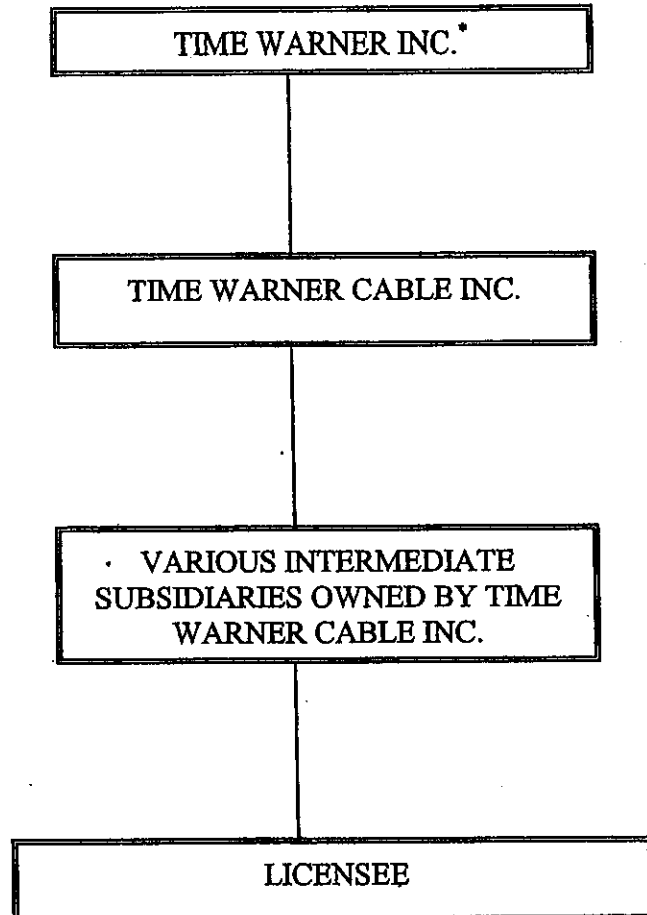 TIME WARNER INC.*
TIME WARNER CABLE INC.
VARIOUS INTERMEDIATE
SUBSIDIARIES OWNED BY TIME
WARNER CABLE INC.
LICENSEE